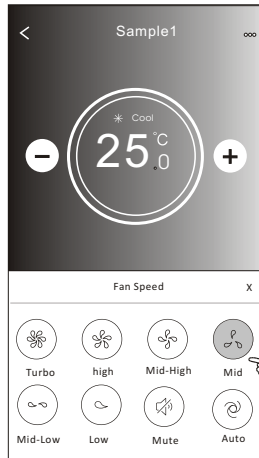 Sample1
Cool
25.0°C
Fan Speed X
Turbo high Mid-High Mid
Mid-Low Low Mute Auto